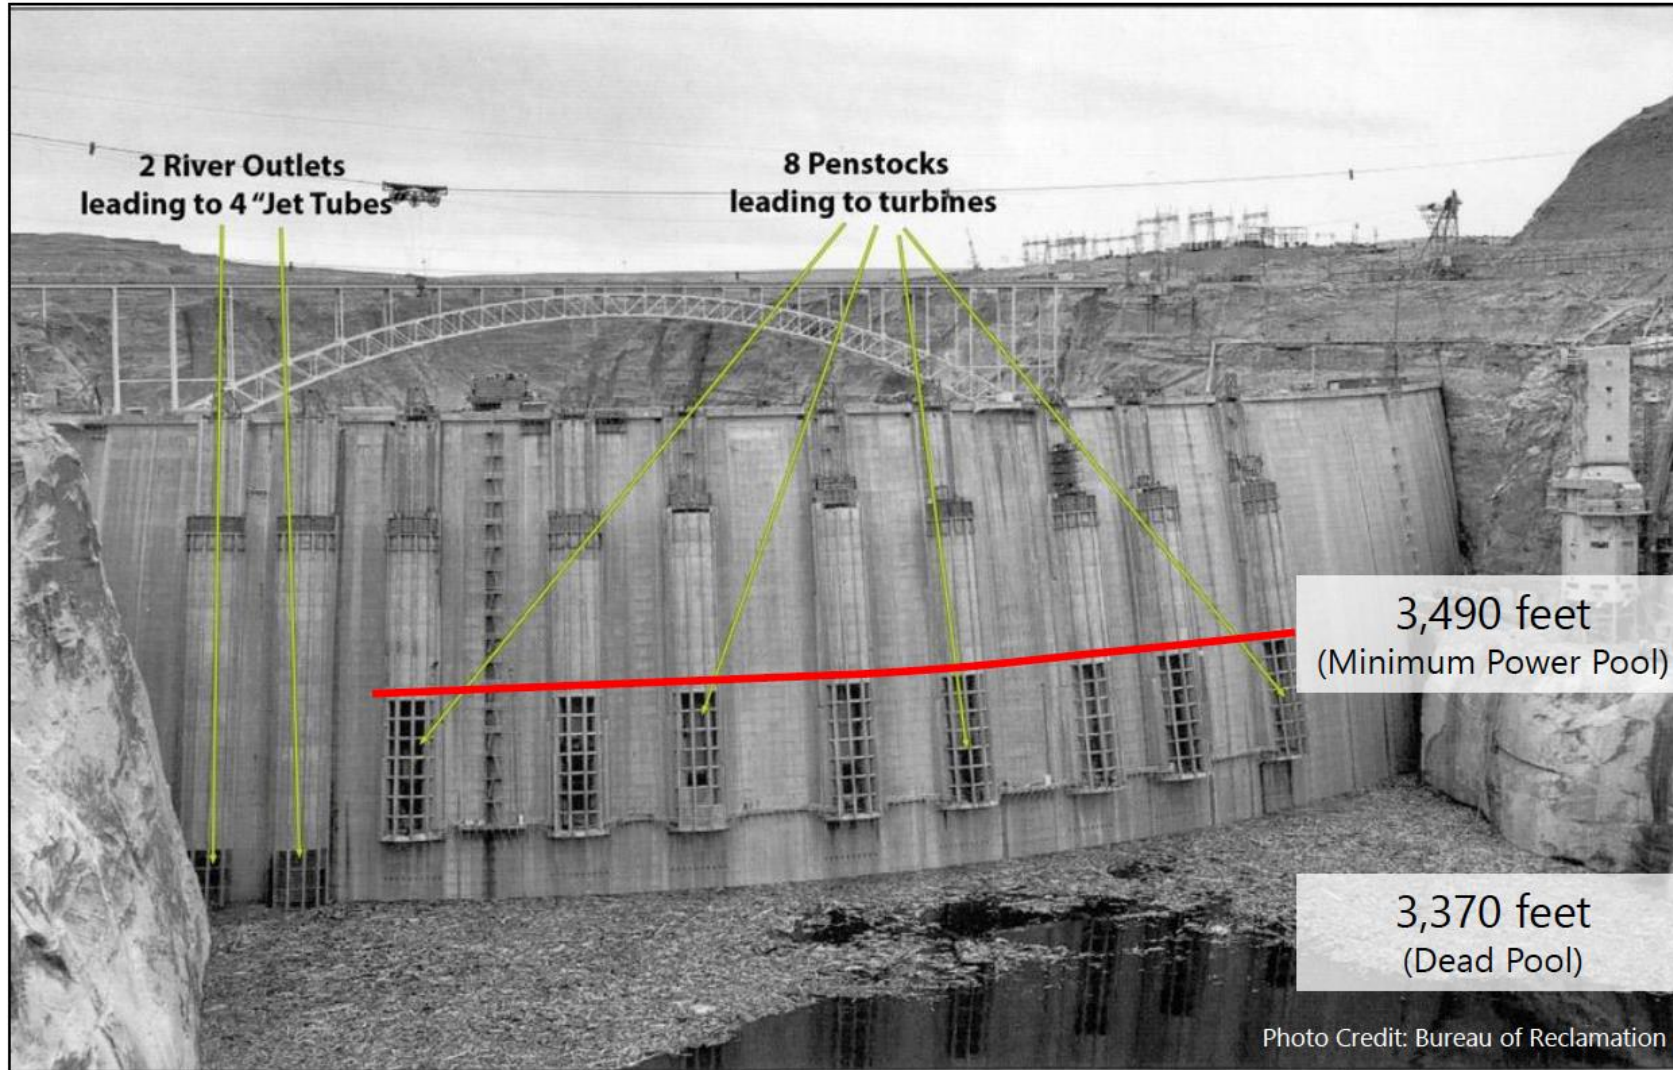 2 River Outlets
leading to 4 “Jet Tubes
8 Penstocks
leading to turbines
3,490 feet
(Minimum Power Pool)
3,370 feet
(Dead Pool)
Photo Credit: Bureau of Reclamation